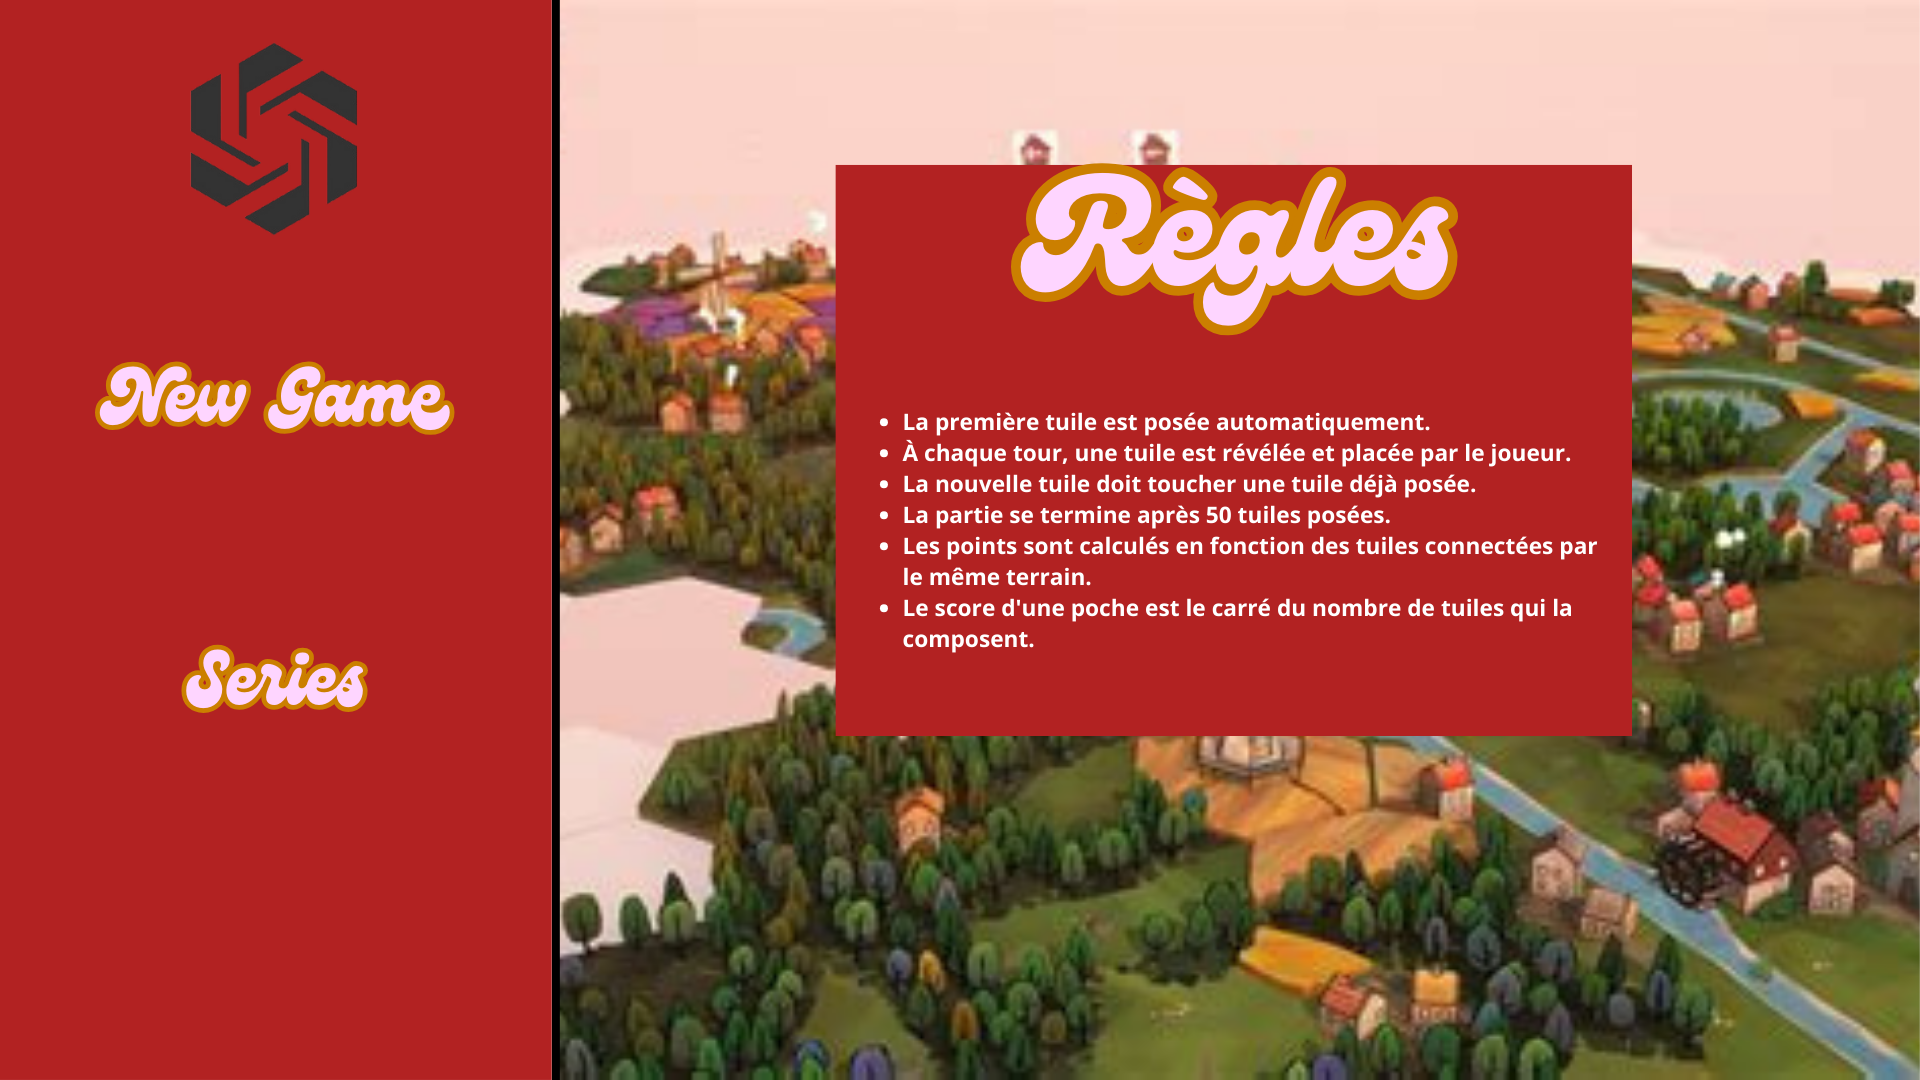 New Game
Series
Règles
• La première tuile est posée automatiquement.
• À chaque tour, une tuile est révélée et placée par le joueur.
• La nouvelle tuile doit toucher une tuile déjà posée.
• La partie se termine après 50 tuiles posées.
• Les points sont calculés en fonction des tuiles connectées par
le même terrain.
• Le score d'une poche est le carré du nombre de tuiles qui la
composent.